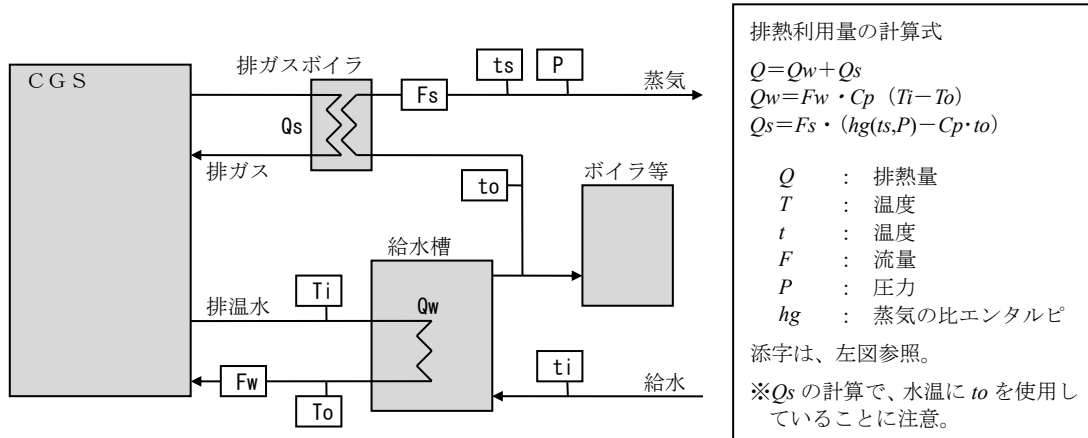 ＣＧＳ
排ガスボイラ
Qs
Fs
ts
P
蒸気
排ガス
to
ボイラ等
給水槽
排温水
Ti
Qw
Fw
To
ti
給水
排熱利用量の計算式
Q＝Qw＋Qs
Qw＝Fw・Cp（Ti－To）
Qs＝Fs・（hg(ts,P)－Cp・to）
Q ： 排熱量
T ： 温度
t ： 温度
F ： 流量
P ： 圧力
hg ： 蒸気の比エンタルピ
添字は、左図参照。
※Qs の計算で、水温に to を使用し
ていることに注意。